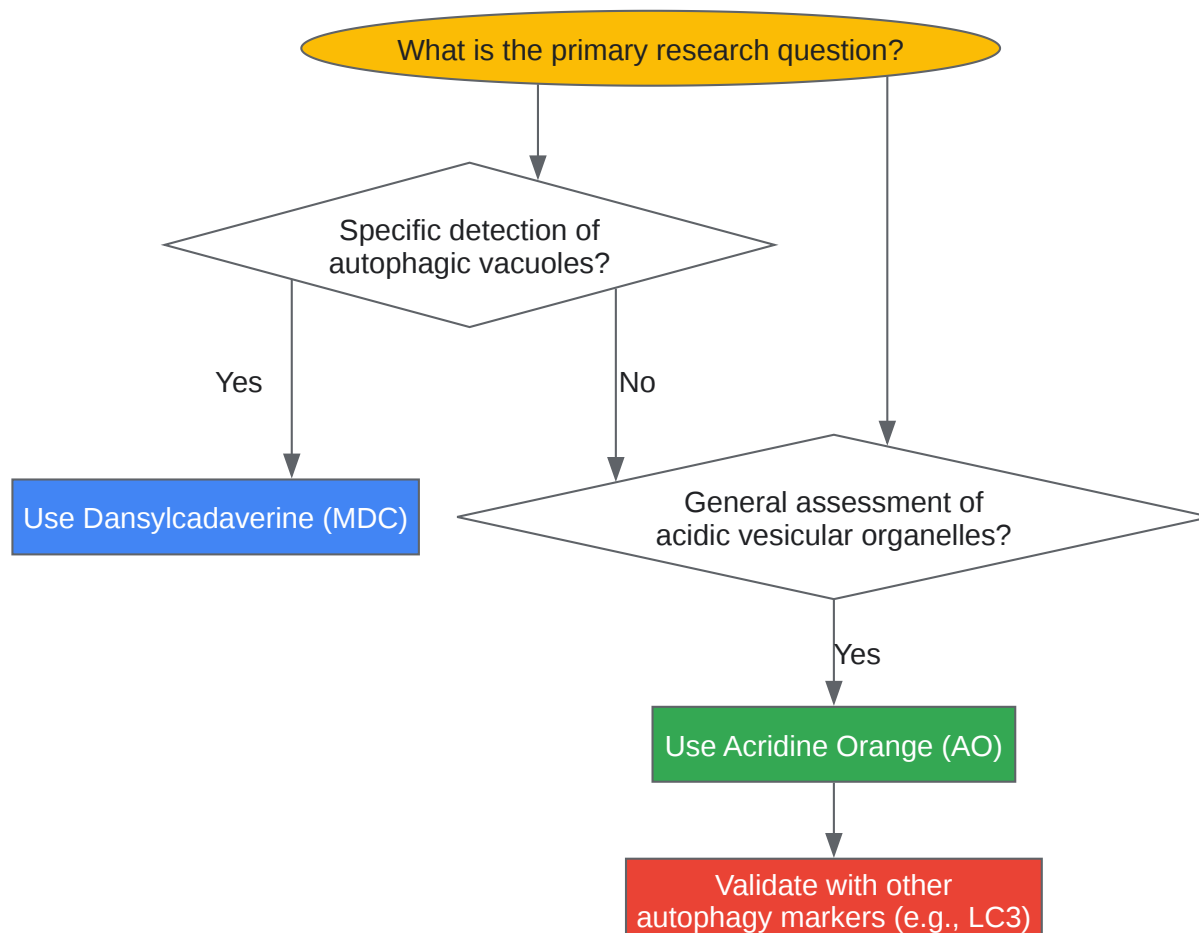 What is the primary research question?
Specific detection of
autophagic vacuoles?
Yes
No
Use Dansylcadaverine (MDC)
General assessment of
acidic vesicular organelles?
Yes
Use Acridine Orange (AO)
Validate with other
autophagy markers (e.g., LC3)